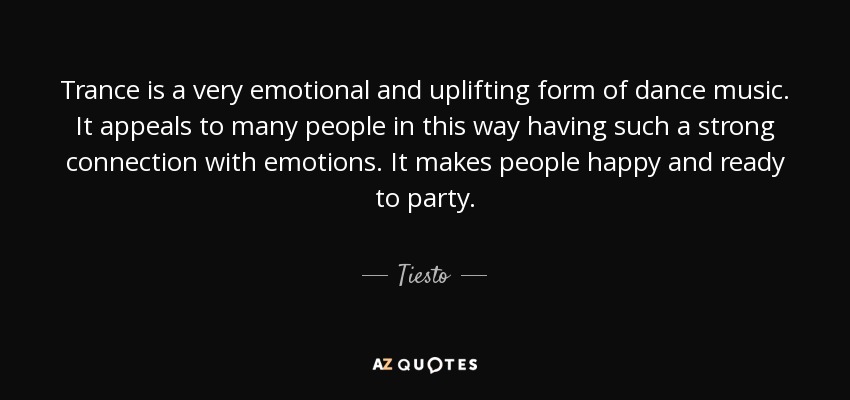 Trance is a very emotional and uplifting form of dance music.
It appeals to many people in this way having such a strong
connection with emotions. It makes people happy and ready
to party.
Tiesto
AZ QUOTES